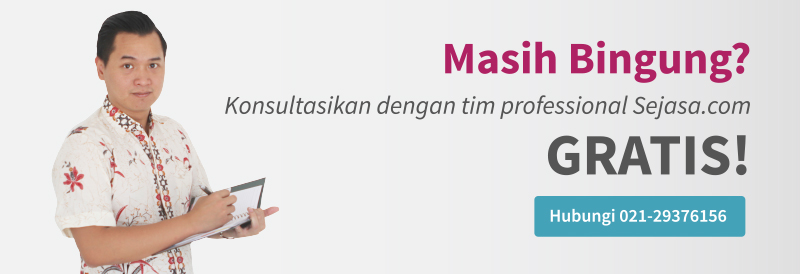 Masih Bingung?
Konsultasikan dengan tim professional Sejasa.com
GRATIS!
Hubungi 021-29376156